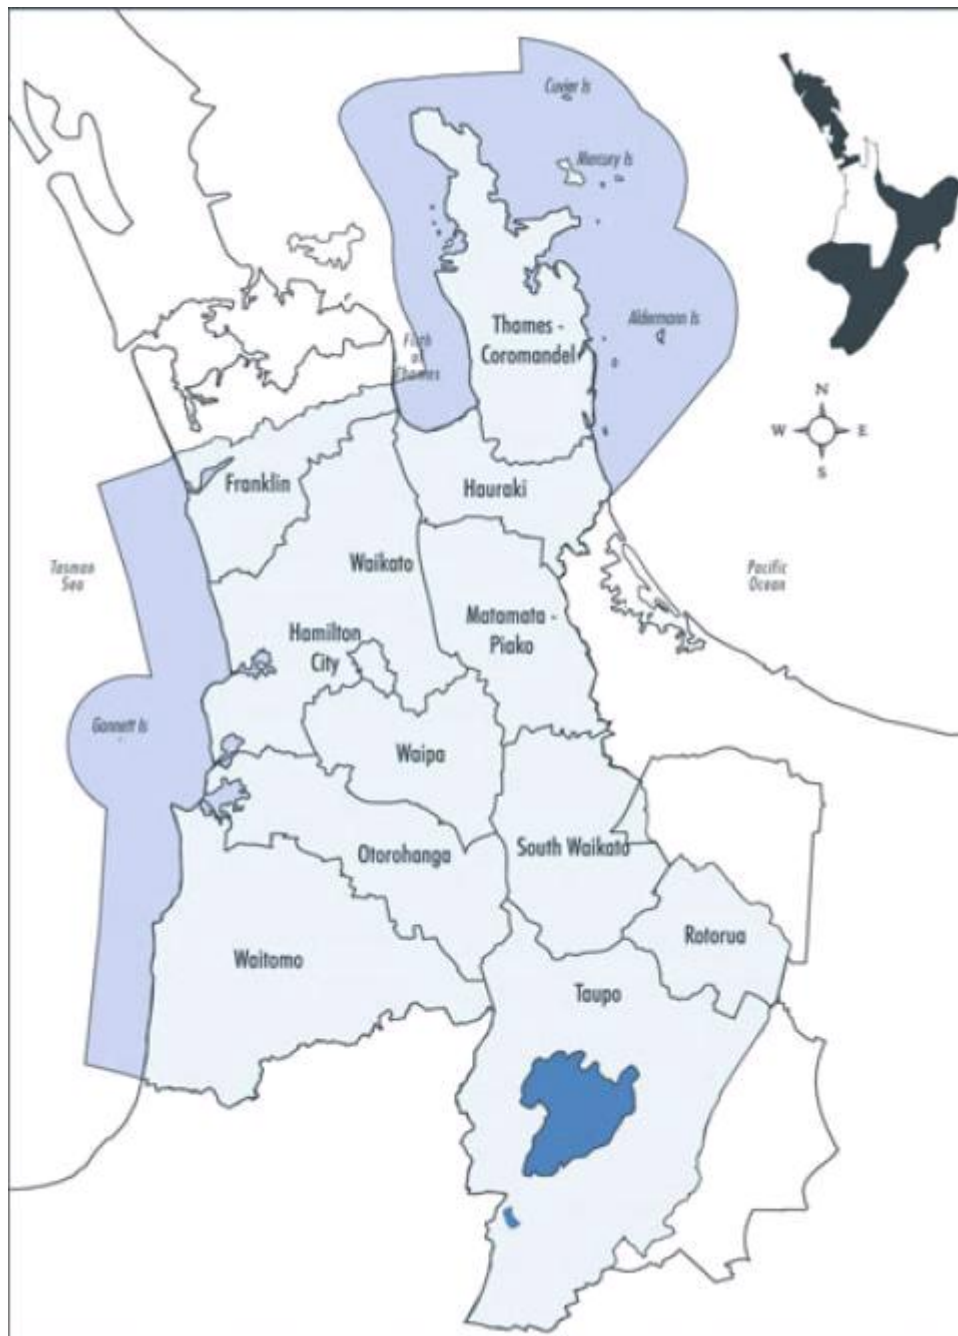 Cuvier Is
Mercury Is
Thames -
Coromandel
Aldermann Is
Firth
of
Thames
N
W
E
S
Franklin
Hauraki
Waikato
Tasman
Sea
Pacific
Ocean
Matamata -
Piako
Hamilton
City
Gannett Is
Waipa
South Waikato
Otorohanga
Rotorua
Waitomo
Taupo